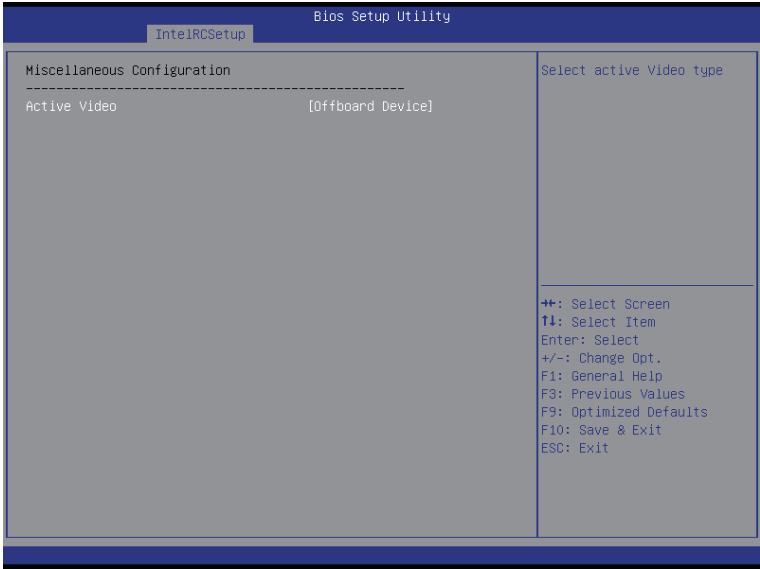 Bios Setup Utility
IntelRCSetup
Miscellaneous Configuration
--------------------------------------------------
Active Video [Offboard Device]
Select active Video type
→←: Select Screen
↑↓: Select Item
Enter: Select
+/-: Change Opt.
F1: General Help
F3: Previous Values
F9: Optimized Defaults
F10: Save & Exit
ESC: Exit